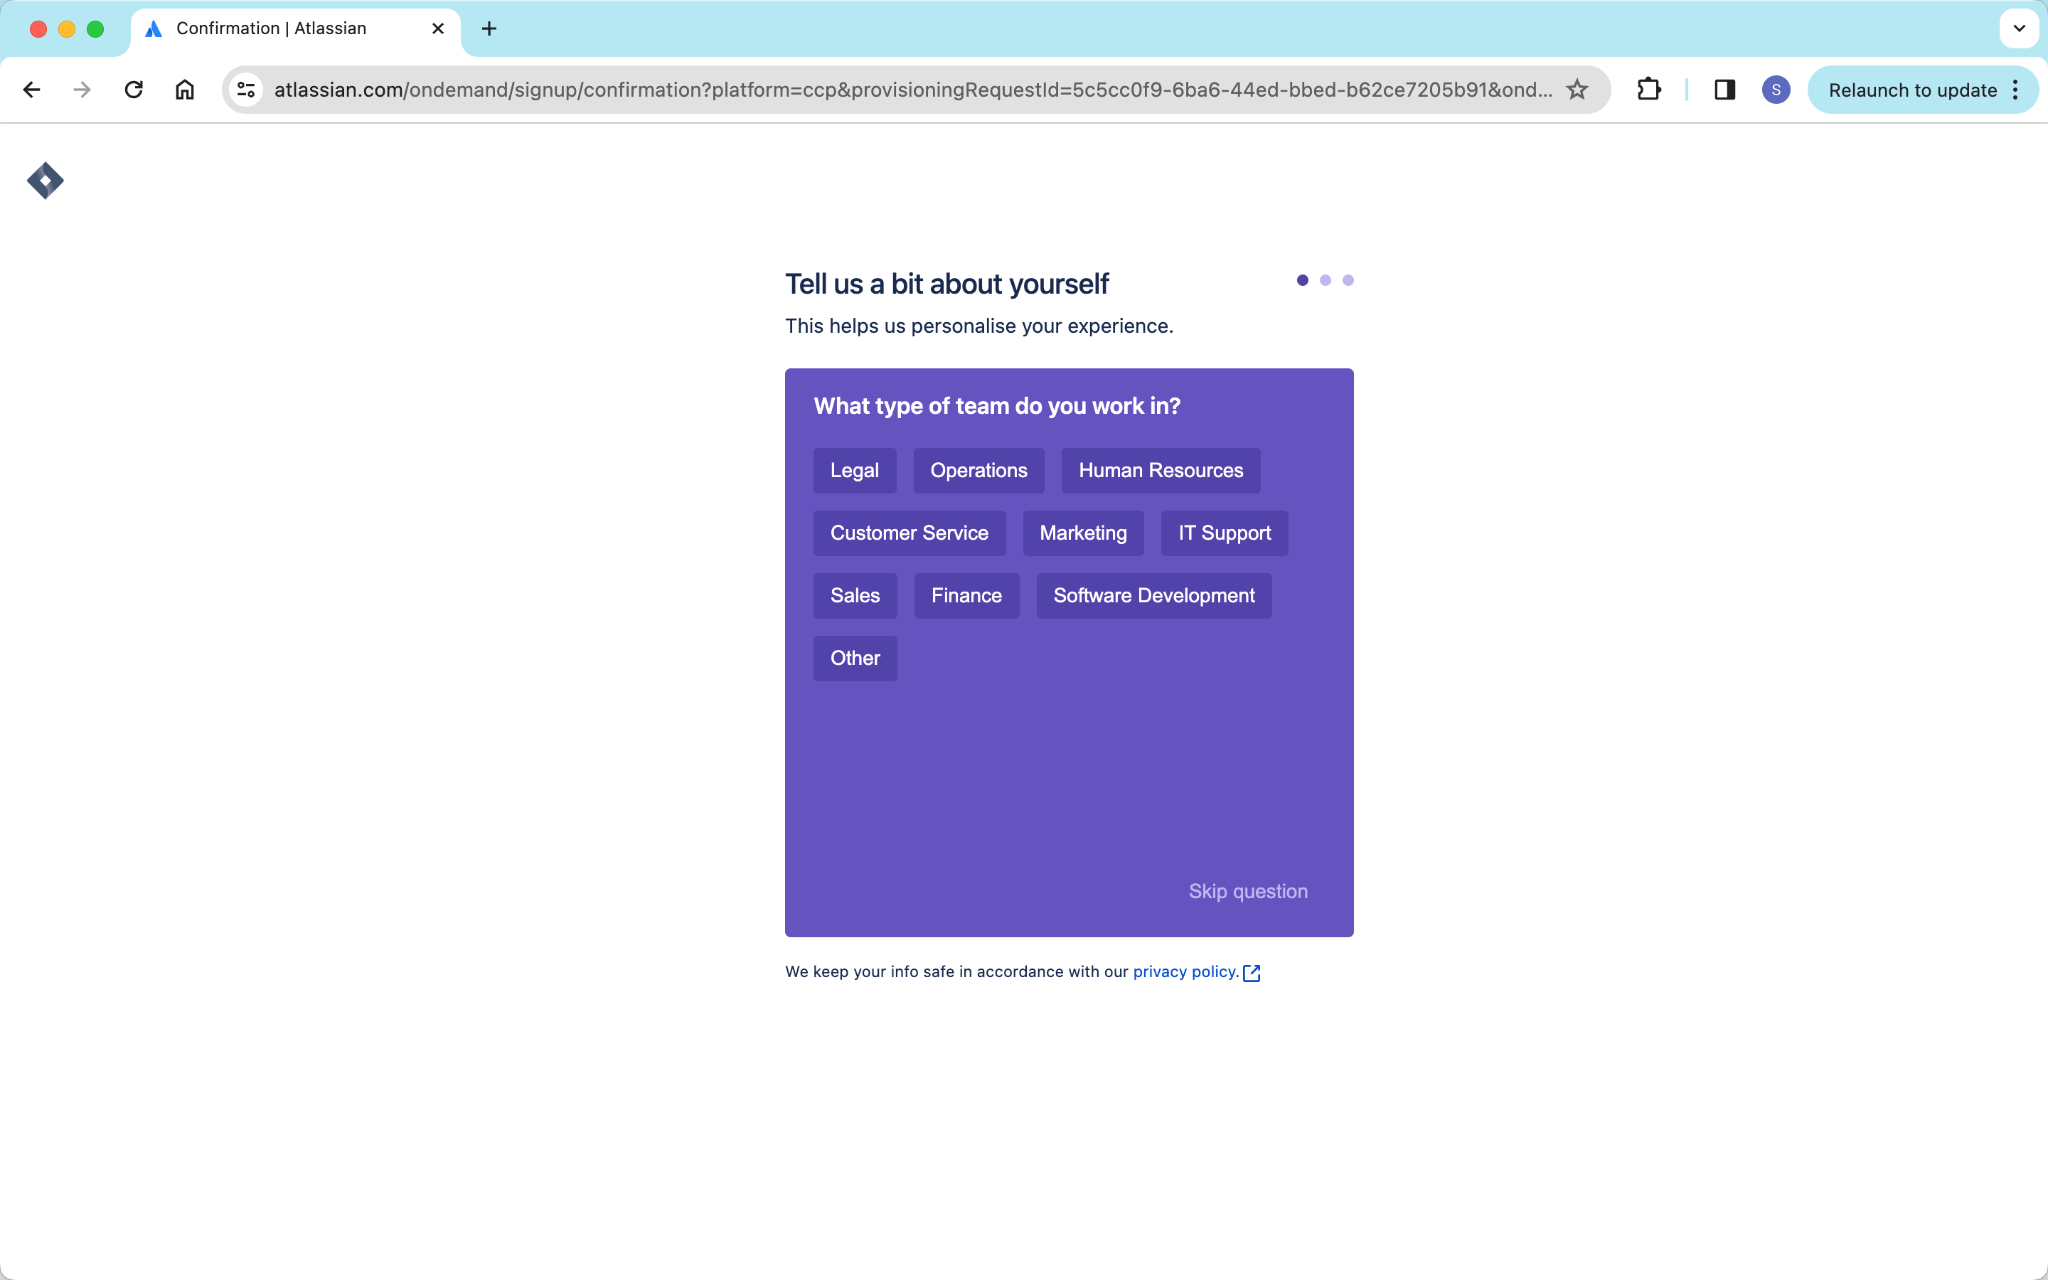 Confirmation | Atlassian
atlassian.com/ondemand/signup/confirmation?platform=ccp&provisioningRequestId=5c5cc0f9-6ba6-44ed-bbed-b62ce7205b91&ond...
S
Relaunch to update
Tell us a bit about yourself
This helps us personalise your experience.
What type of team do you work in?
Legal Operations Human Resources
Customer Service Marketing IT Support
Sales Finance Software Development
Other
Skip question
We keep your info safe in accordance with our privacy policy.